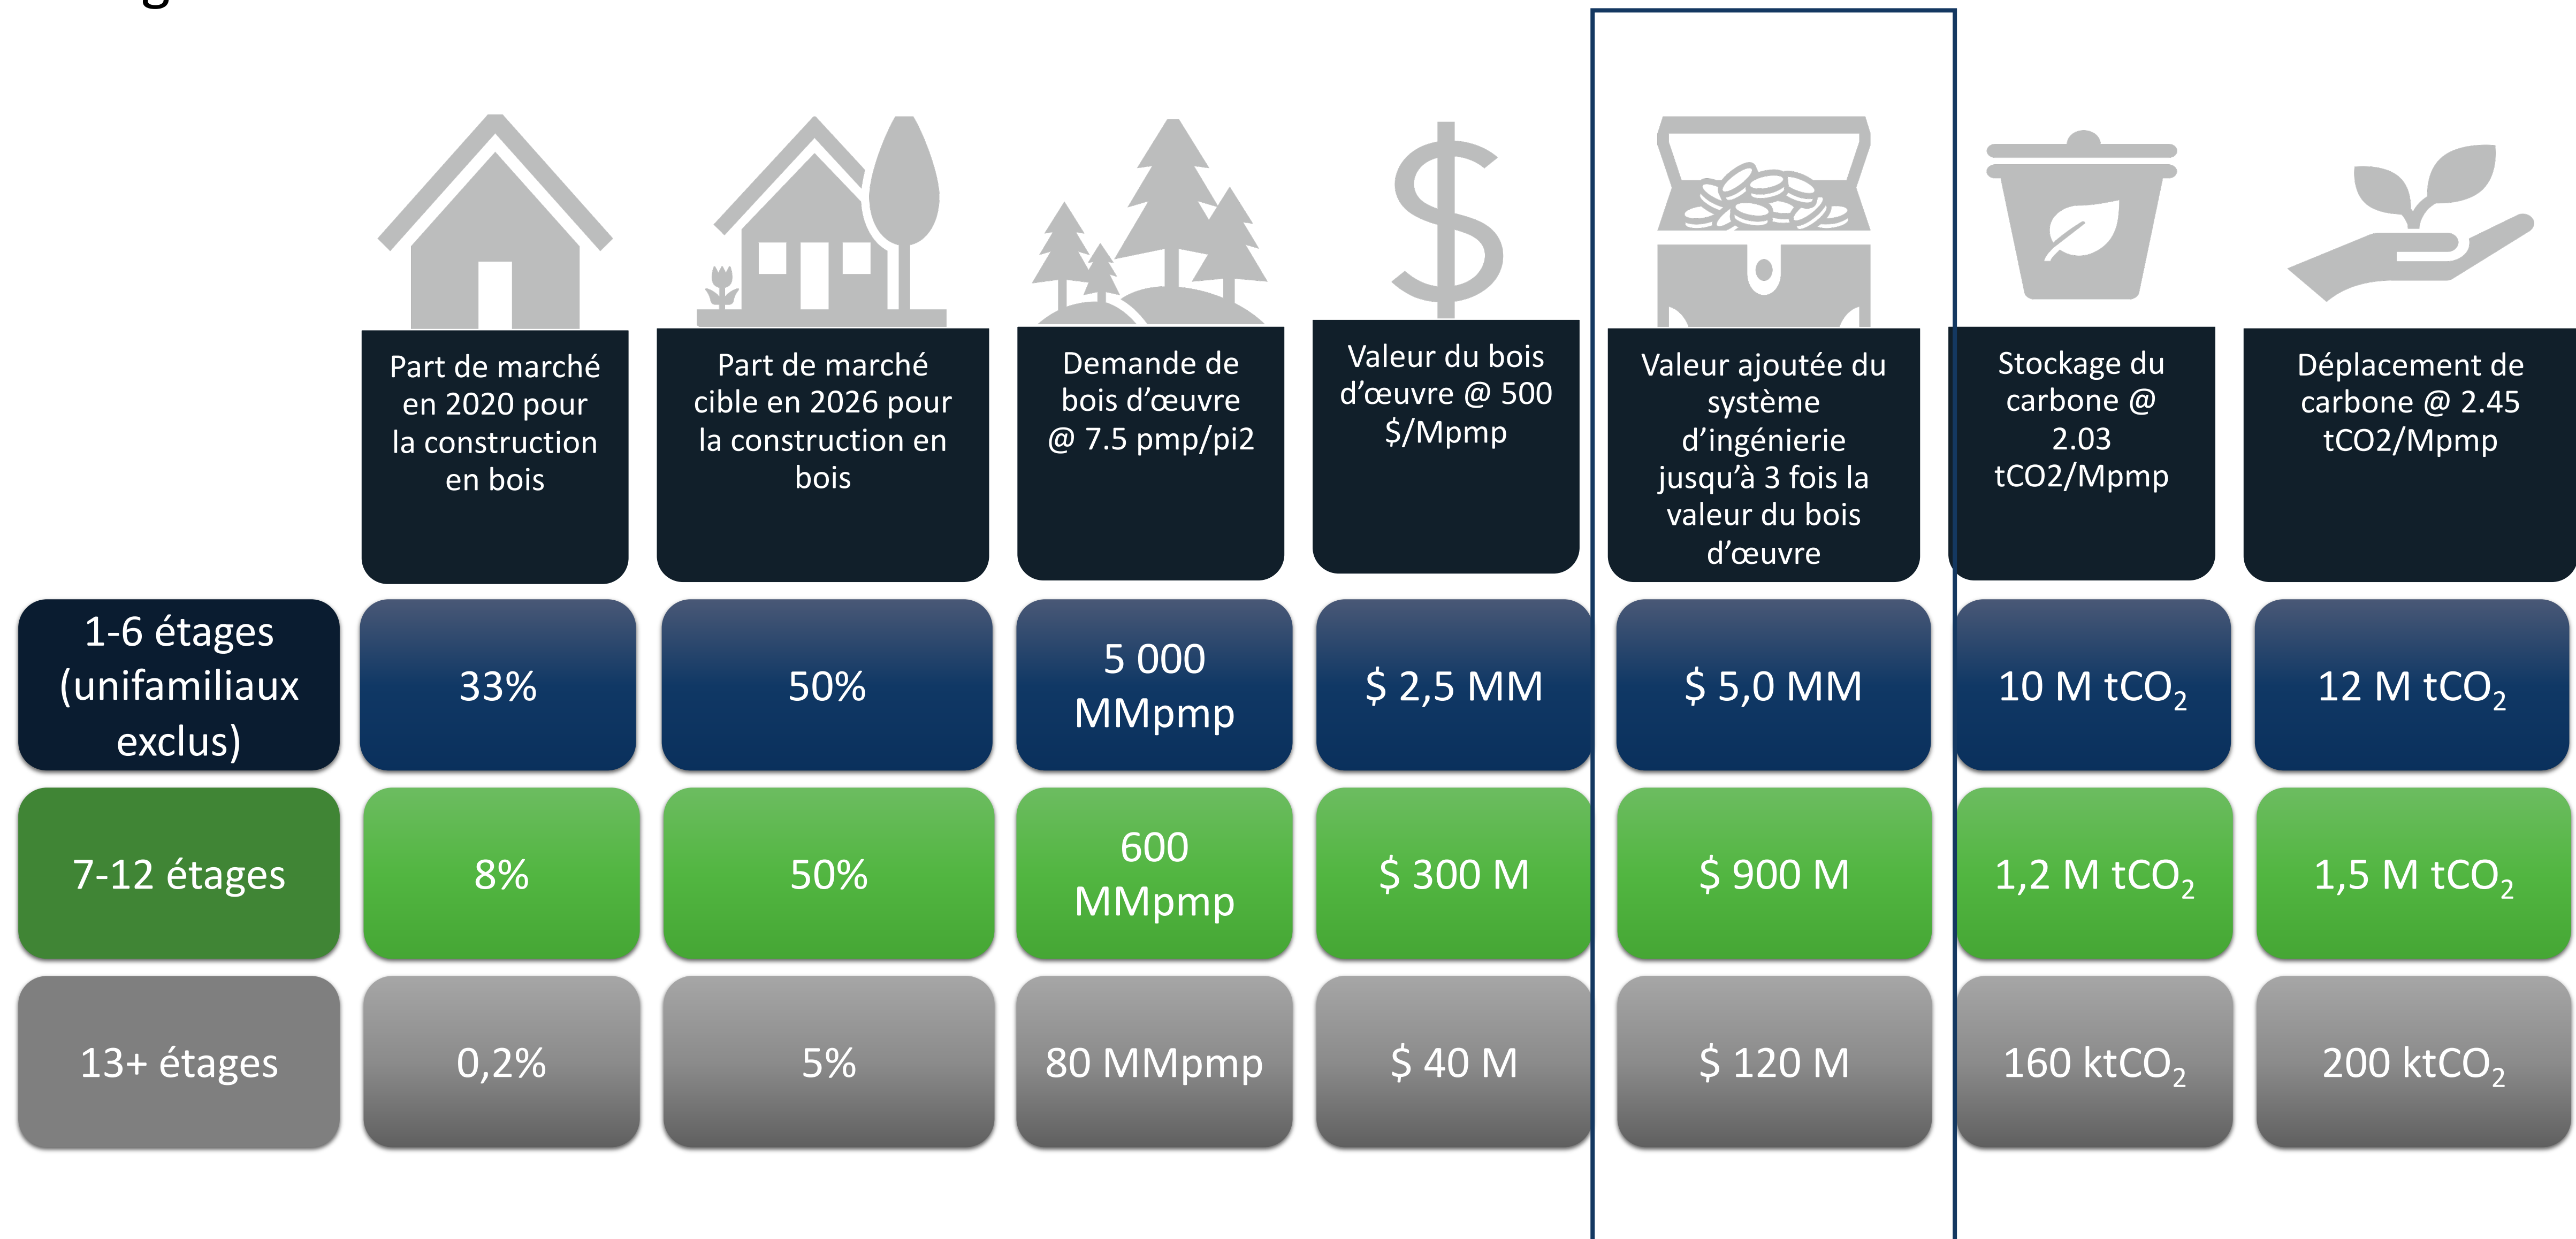 Part de marché
en 2020 pour
la construction
en bois
Part de marché
cible en 2026 pour
la construction en
bois
Demande de
bois d’œuvre
@ 7.5 pmp/pi2
Valeur du bois
d’œuvre @ 500
$/Mpmp
Valeur ajoutée du
système
d’ingénierie
jusqu’à 3 fois la
valeur du bois
d’œuvre
Stockage du
carbone @
2.03
tCO2/Mpmp
Déplacement de
carbone @ 2.45
tCO2/Mpmp
1-6 étages
(unifamiliaux
exclus)
33%
50%
5 000
MMpmp
$ 2,5 MM
$ 5,0 MM
10 M tCO₂
12 M tCO₂
7-12 étages
8%
50%
600
MMpmp
$ 300 M
$ 900 M
1,2 M tCO₂
1,5 M tCO₂
13+ étages
0,2%
5%
80 MMpmp
$ 40 M
$ 120 M
160 ktCO₂
200 ktCO₂